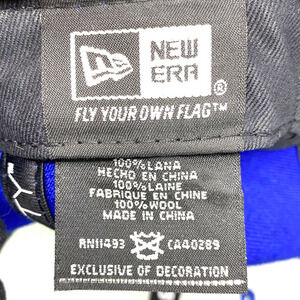 NEW
ERA®
FLY YOUR OWN FLAG™
100% LANA
HECHO EN CHINA
100% LAINE
FABRIQUE EN CHINE
100% WOOL
MADE IN CHINA
RN11493 CA40289
EXCLUSIVE OF DECORATION